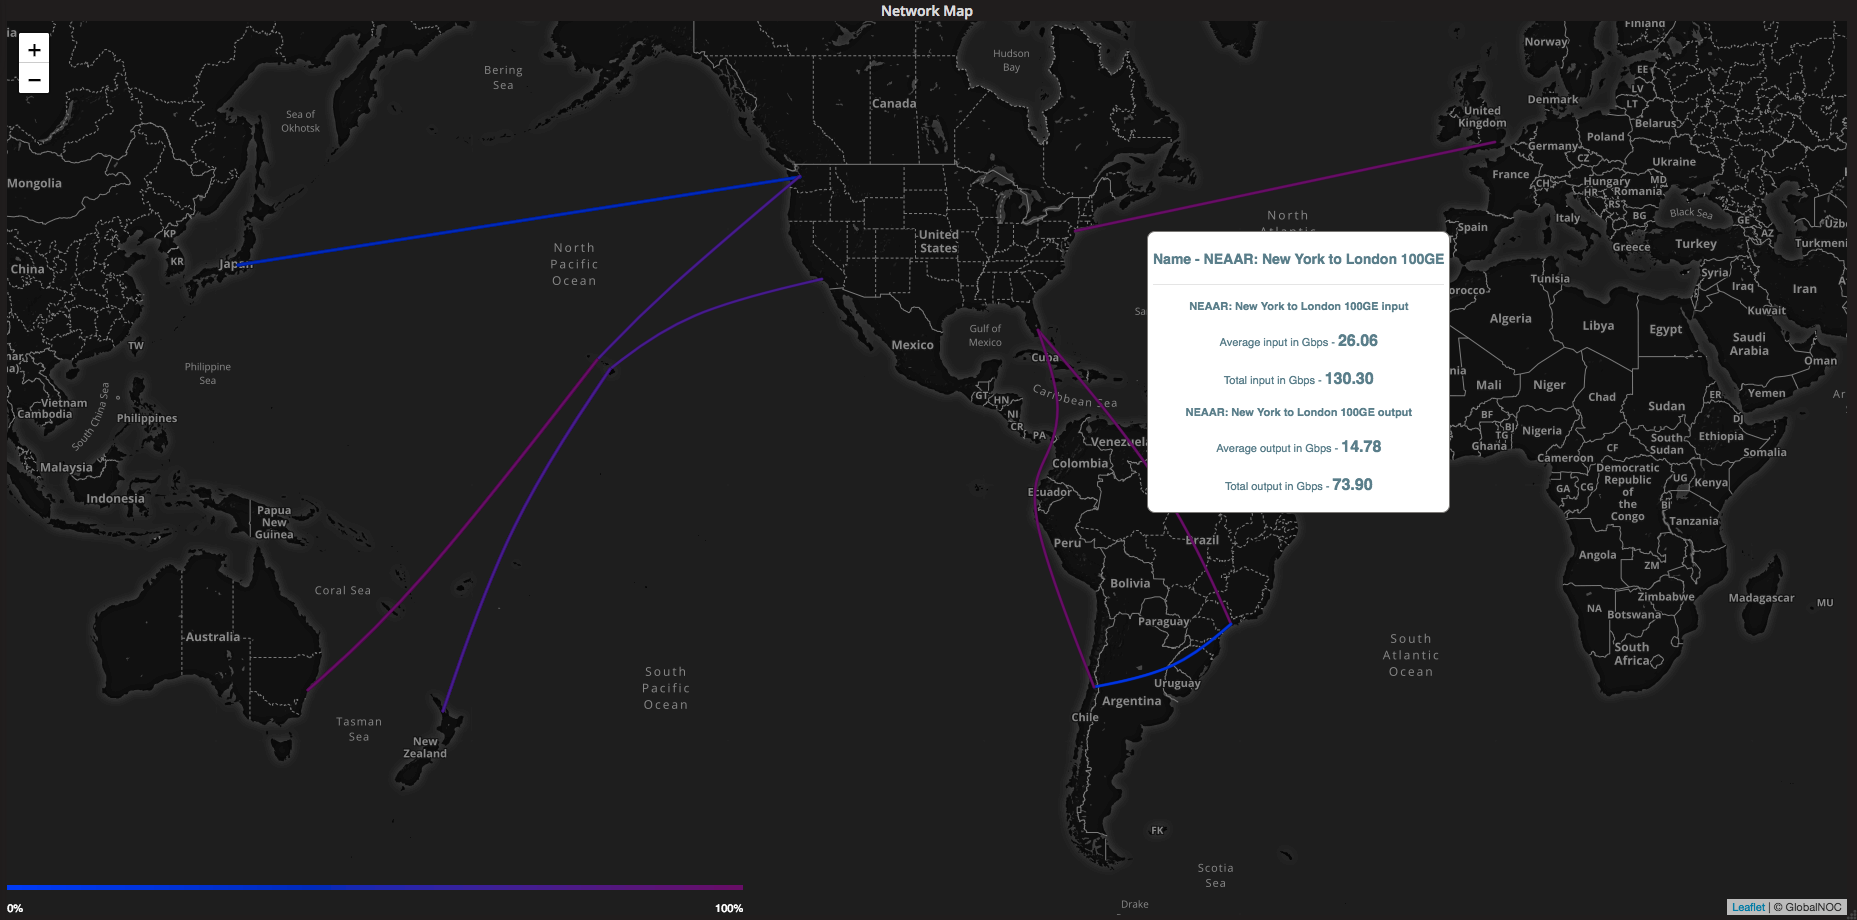 Network Map
+
−
Finland
Norway
Hudson
Bay
Bering
Sea
EE
LV
LT
Denmark
Canada
United
Kingdom
Sea of
Okhotsk
Belarus
Poland
Germany
CZ
Ukraine
France
CH
Hungary
MD
HR
Romania
Mongolia
RS
BG
Black Sea
GE
Italy
North
Spain
AZ
KP
United
States
Greece
Turkey
Turkmeni
North
Pacific
Ocean
KR
Japan
China
Name - NEAAR: New York to London 100GE
NEAAR: New York to London 100GE input
Average input in Gbps - 26.06
Total input in Gbps - 130.30
NEAAR: New York to London 100GE output
Average output in Gbps - 14.78
Total output in Gbps - 73.90
Syria
Tunisia
Iraq
Iran
orocco
Kuwait
Algeria
Libya
Egypt
Saudi
Arabia
Oman
Gulf of
Mexico
Mexico
Cuba
TW
Philippine
Sea
Mali
Niger
Chad
Sudan
ER
Yemen
GT
HN
NI
CR
PA
Caribbean Sea
Vietnam
Cambodia
South China Sea
Philippines
BF
BJ
TG
Ghana
Nigeria
DJ
Ethiopia
South
Sudan
CF
Cameroon
Somalia
Venezuela
Colombia
Malaysia
Democratic
Republic
of
the
Congo
UG
Kenya
GA
CG
BI
Tanzania
Ecuador
Indonesia
Papua
New
Guinea
Peru
Brazil
Angola
ZM
Bolivia
Coral Sea
Zimbabwe
Madagascar
MU
NA
Botswana
Paraguay
Australia
South
Atlantic
Ocean
South
Africa
South
Pacific
Ocean
Uruguay
Argentina
Chile
Tasman
Sea
New
Zealand
FK
Scotia
Sea
Drake
0%
100%
Leaflet | © GlobalNOC